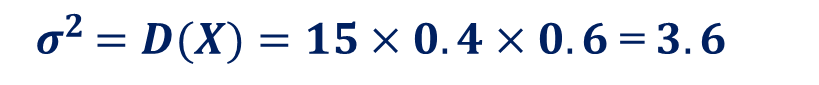 σ² = D(X) = 15 × 0.4 × 0.6 = 3.6